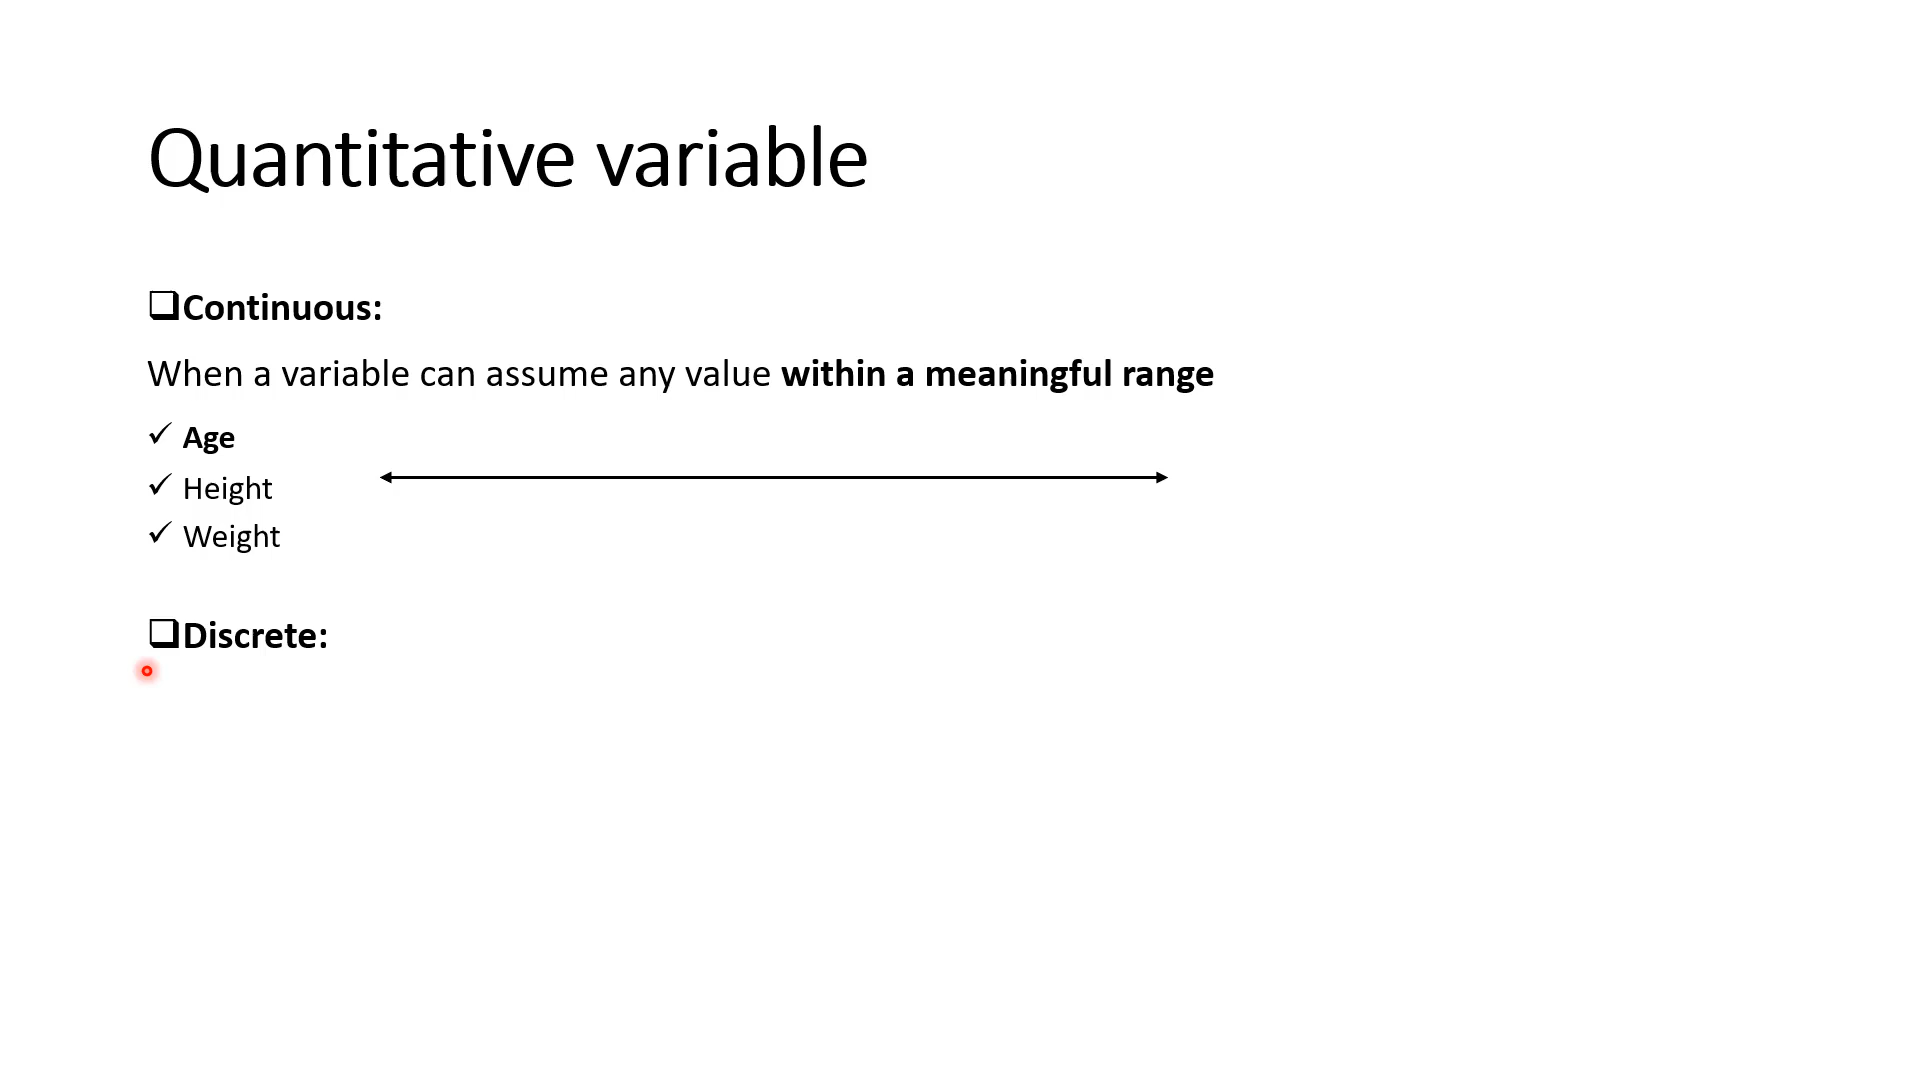 Quantitative variable
❑Continuous:
When a variable can assume any value within a meaningful range
✓ Age
✓ Height
✓ Weight
❑Discrete: